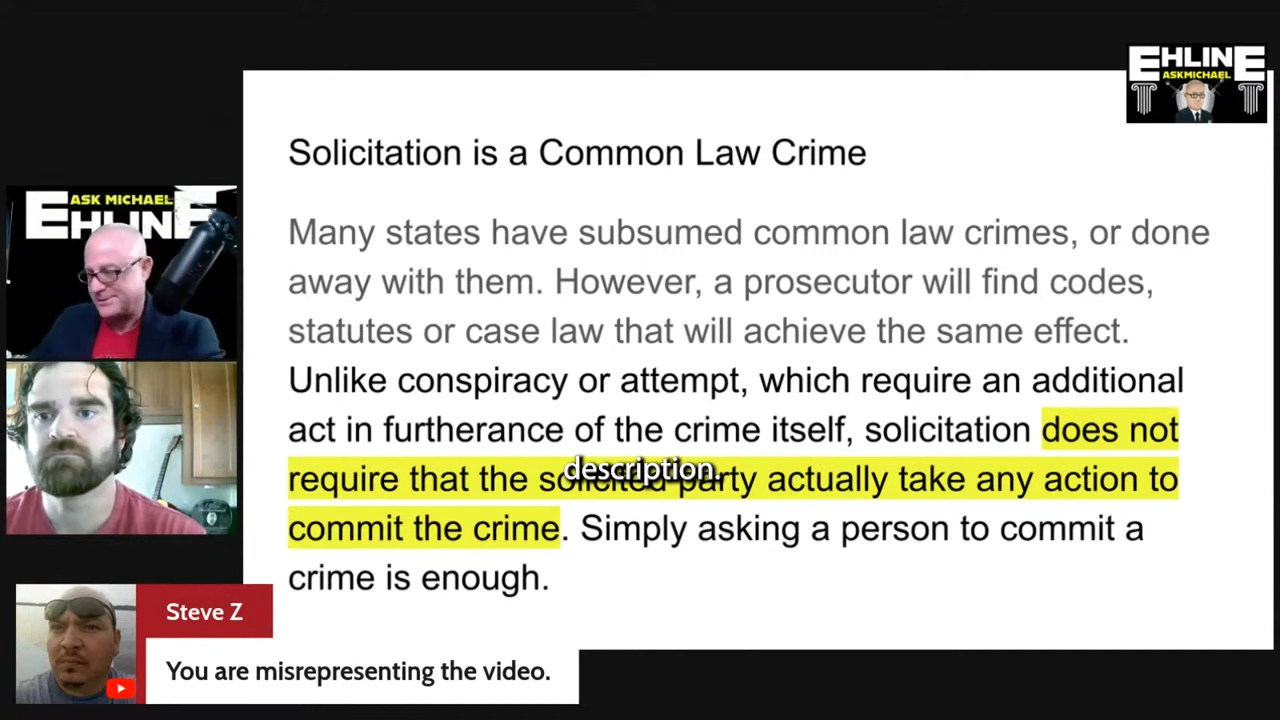 EHLINE
ASKMICHAEL
Solicitation is a Common Law Crime
ASK MICHAEL
EHLINE
Many states have subsumed common law crimes, or done
away with them. However, a prosecutor will find codes,
statutes or case law that will achieve the same effect.
Unlike conspiracy or attempt, which require an additional
act in furtherance of the crime itself, solicitation does not
require that the solicited party actually take any action to
description.
commit the crime. Simply asking a person to commit a
crime is enough.
Steve Z
You are misrepresenting the video.